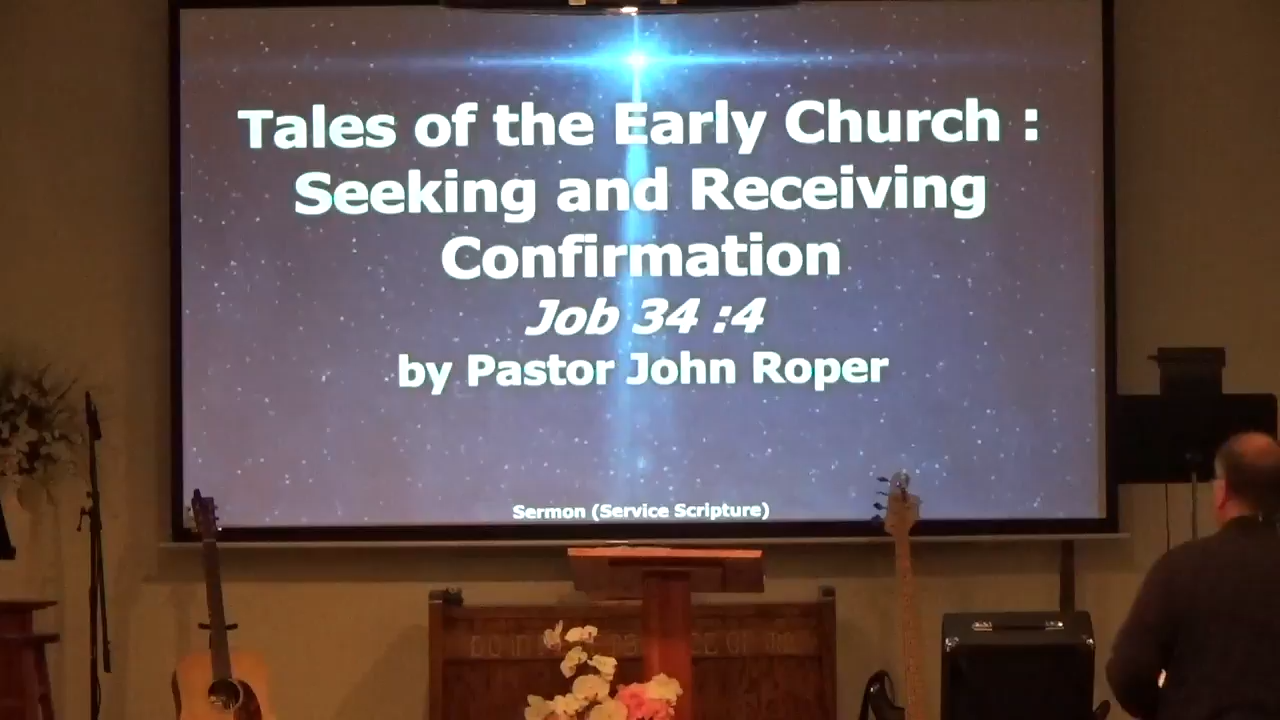 Tales of the Early Church :
Seeking and Receiving
Confirmation
Job 34 :4
by Pastor John Roper
Sermon (Service Scripture)